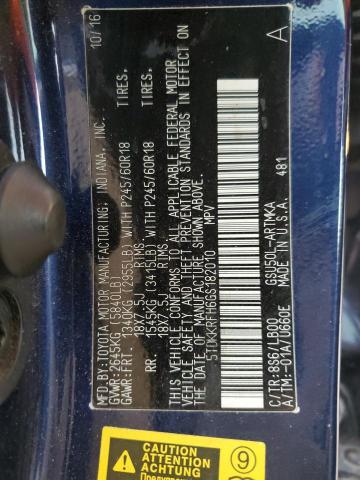 MFD.BY:TOYOTA MOTOR MANUFACTURING, INDIANA, INC. 10/16
GVWR: 2645KG ( 5840LB)
GAWR:FRT. 1340KG ( 2955LB) WITH P245/60R18 TIRES,
18X7.5J RIMS,
RR. 1545KG ( 3415LB) WITH P245/60R18 TIRES,
18X7.5J RIMS,
THIS VEHICLE CONFORMS TO ALL APPLICABLE FEDERAL MOTOR
VEHICLE SAFETY AND THEFT PREVENTION STANDARDS IN EFFECT
ON THE DATE OF MANUFACTURE SHOWN ABOVE.
MPV
C/TR:8S6/LB00 GSU50L-ARTMKA A
A/TM:-01A/U660E MADE IN U.S.A. 481
CAUTION
ATTENTION
ACHTUNG
9